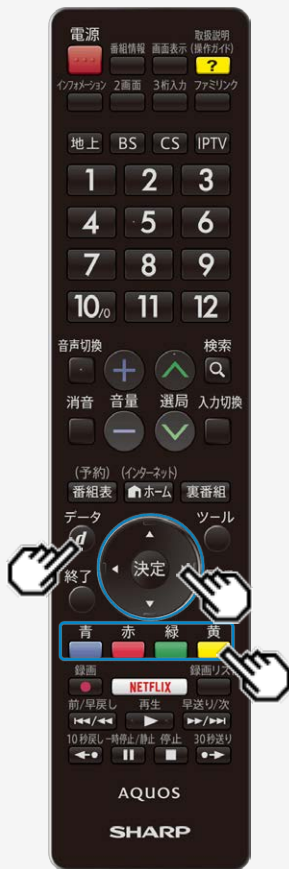 電源
番組情報 画面表示 取扱説明(操作ガイド)
?
インフォメーション 2画面 3桁入力 ファミリンク
地上 BS CS IPTV
1 2 3
4 5 6
7 8 9
10/0 11 12
音声切換 検索
消音 音量 選局 入力切換
(予約) (インターネット)
番組表 ホーム 裏番組
データ ツール
d
決定
終了
青 赤 緑 黄
録画 録画リスト
NETFLIX
前/早戻し 再生 早送り/次
10秒戻し 一時停止/静止 停止 30秒送り
AQUOS
SHARP